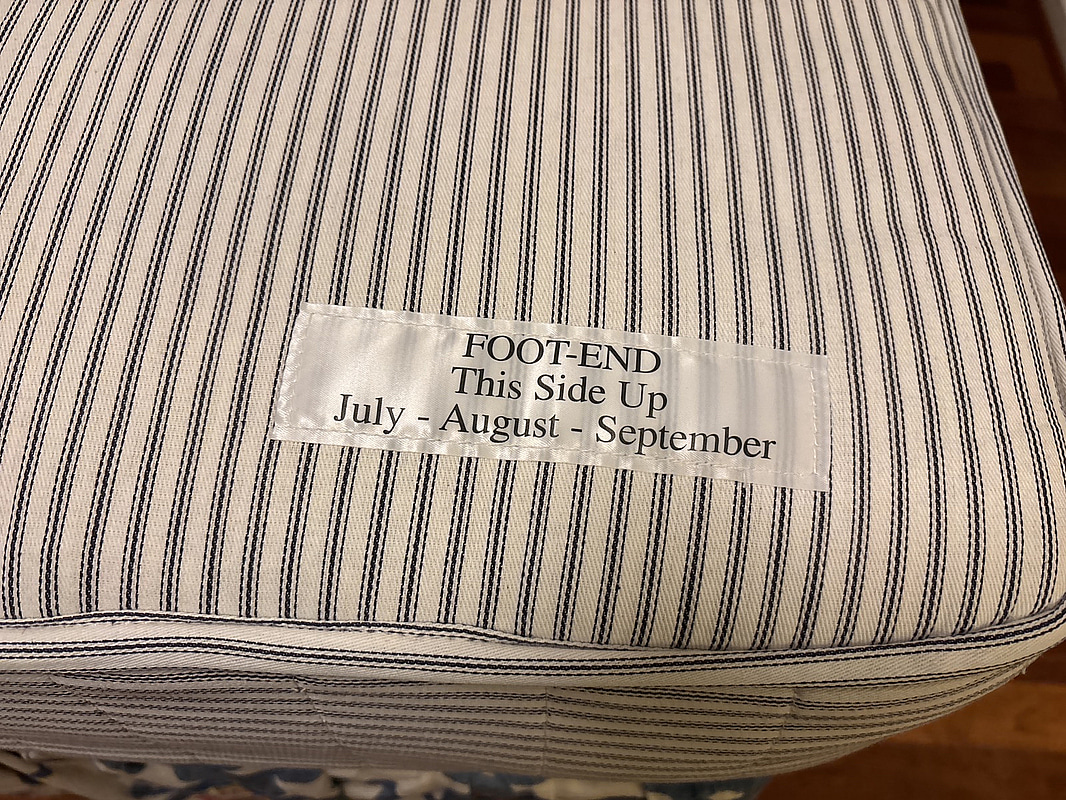 FOOT-END
This Side Up
July - August - September